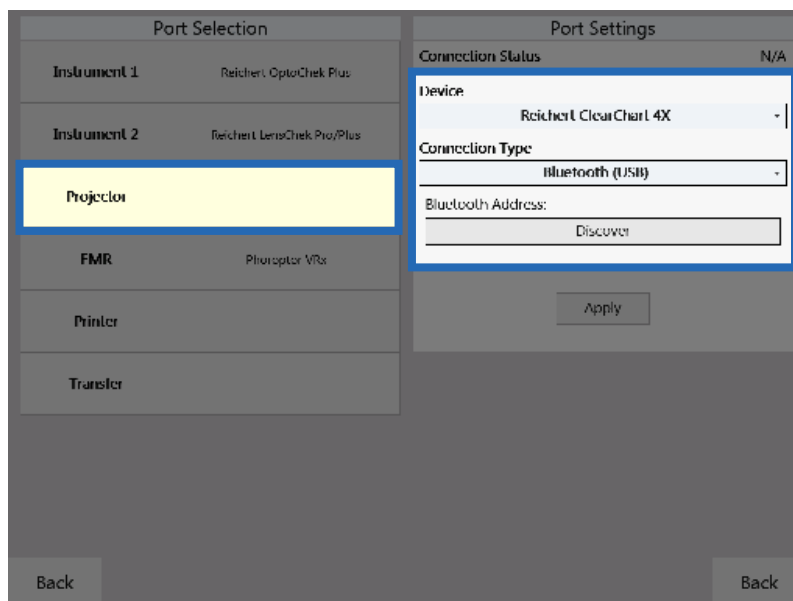 Port Selection
Instrument 1
Reichert OptoChek Plus
Instrument 2
Reichert LensChek Pro/Plus
Projector
EMR
Phoropter VRx
Printer
Transfer
Back
Port Settings
Connection Status
N/A
Device
Reichert ClearChart 4X
Connection Type
Bluetooth (USB)
Bluetooth Address:
Discover
Apply
Back